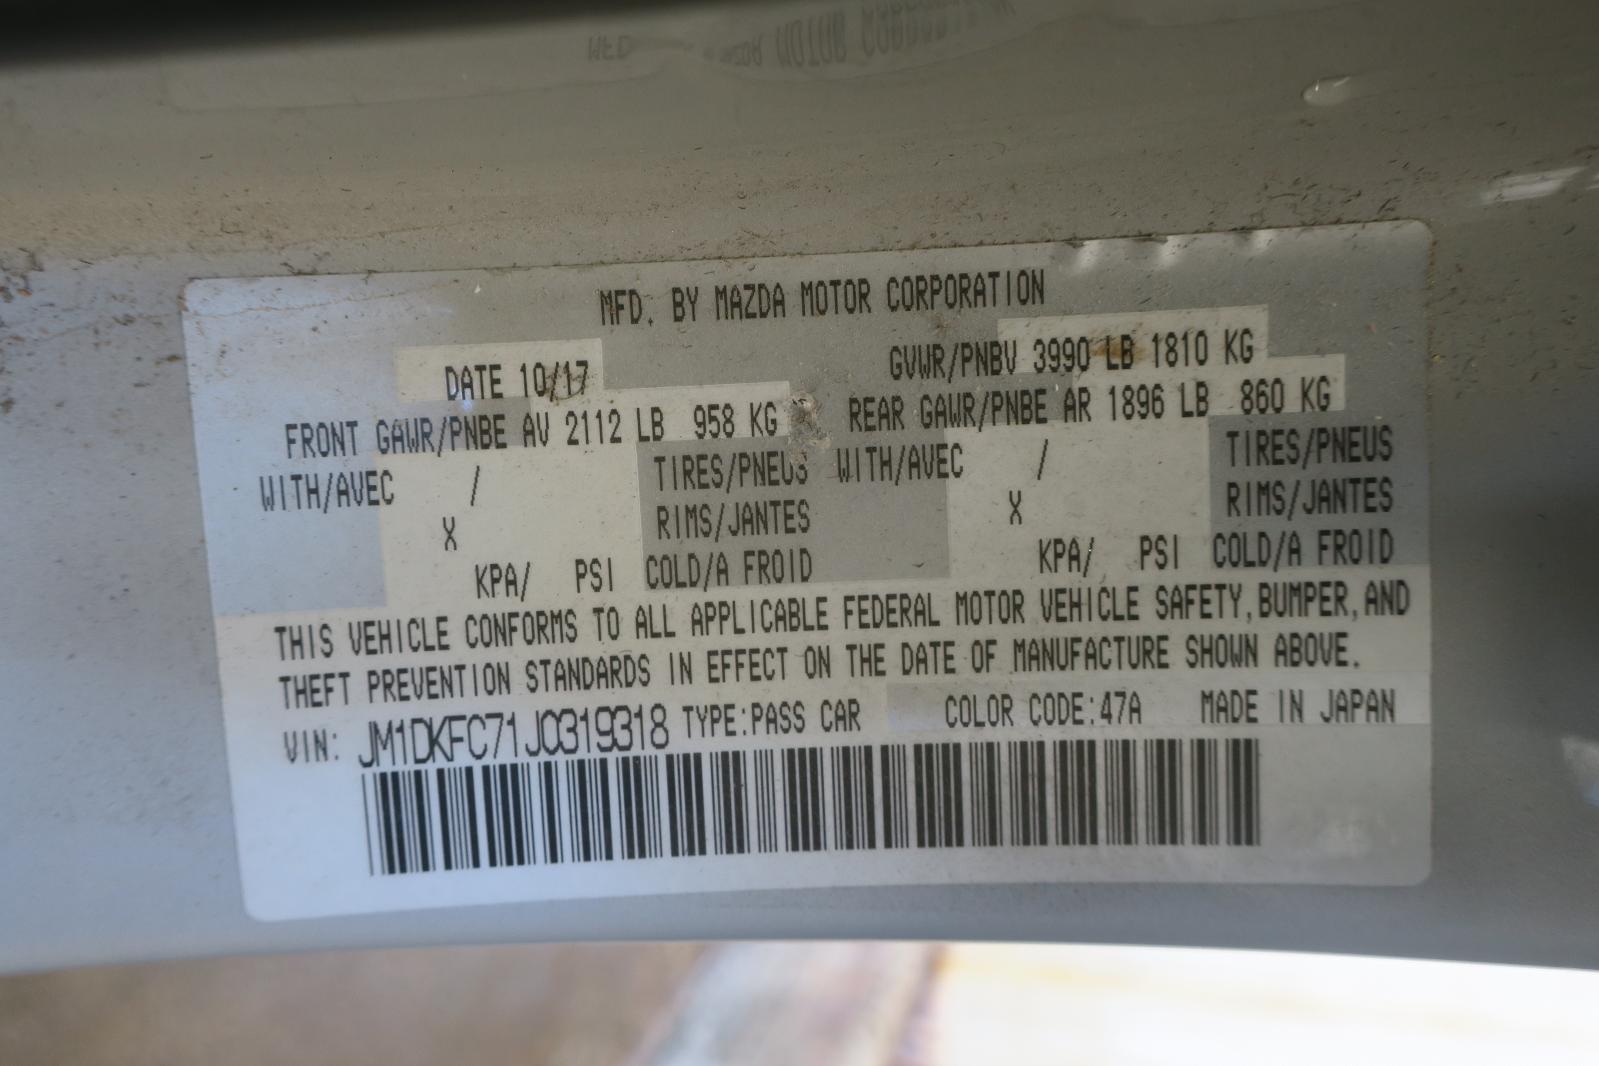 MFD. BY MAZDA MOTOR CORPORATION
DATE 10/17 GVWR/PNBV 3990 LB 1810 KG
FRONT GAWR/PNBE AV 2112 LB 958 KG REAR GAWR/PNBE AR 1896 LB 860 KG
WITH/AVEC / TIRES/PNEUS WITH/AVEC / TIRES/PNEUS
X RIMS/JANTES X RIMS/JANTES
KPA/ PSI COLD/A FROID KPA/ PSI COLD/A FROID
THIS VEHICLE CONFORMS TO ALL APPLICABLE FEDERAL MOTOR VEHICLE SAFETY, BUMPER, AND
THEFT PREVENTION STANDARDS IN EFFECT ON THE DATE OF MANUFACTURE SHOWN ABOVE.
VIN: JM1DKFC71J0319318 TYPE:PASS CAR COLOR CODE:47A MADE IN JAPAN